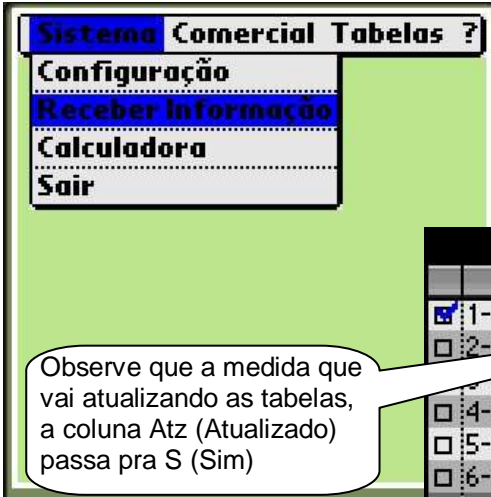 Sistema Comercial Tabelas ?
Configuração
Receber Informação
Calculadora
Sair
1-
2-
4-
5-
6-
Observe que a medida que
vai atualizando as tabelas,
a coluna Atz (Atualizado)
passa pra S (Sim)